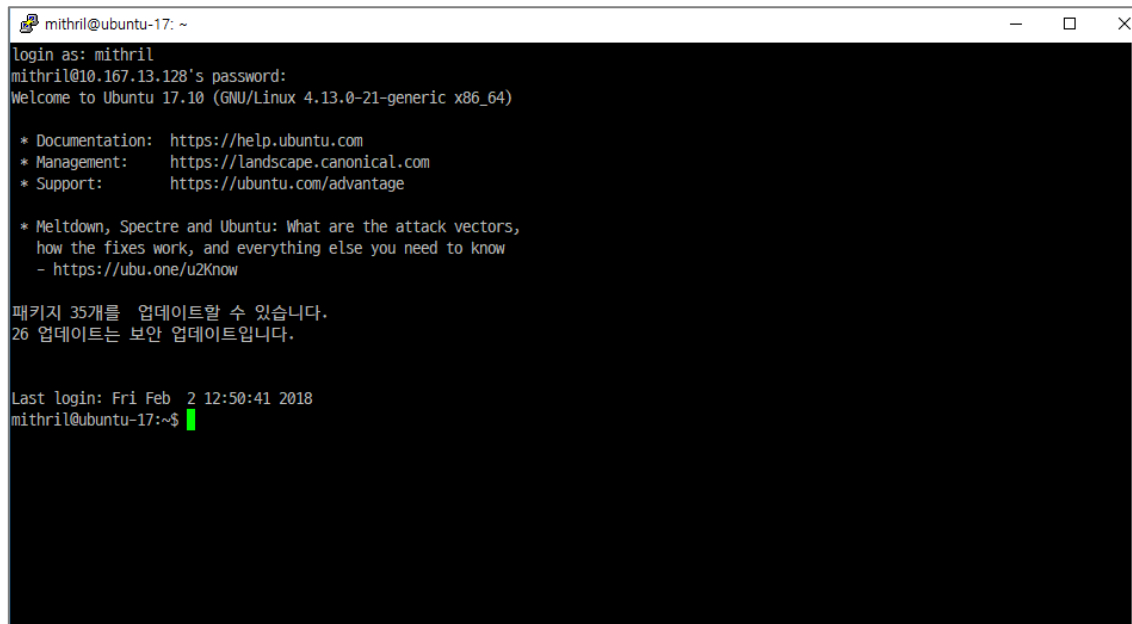 mithril@ubuntu-17: ~
login as: mithril
mithril@10.167.13.128's password:
Welcome to Ubuntu 17.10 (GNU/Linux 4.13.0-21-generic x86_64)
* Documentation:  https://help.ubuntu.com
* Management:     https://landscape.canonical.com
* Support:        https://ubuntu.com/advantage
* Meltdown, Spectre and Ubuntu: What are the attack vectors,
how the fixes work, and everything else you need to know
- https://ubu.one/u2Know
패키지 35개를  업데이트할 수 있습니다.
26 업데이트는 보안 업데이트입니다.
Last login: Fri Feb  2 12:50:41 2018
mithril@ubuntu-17:~$